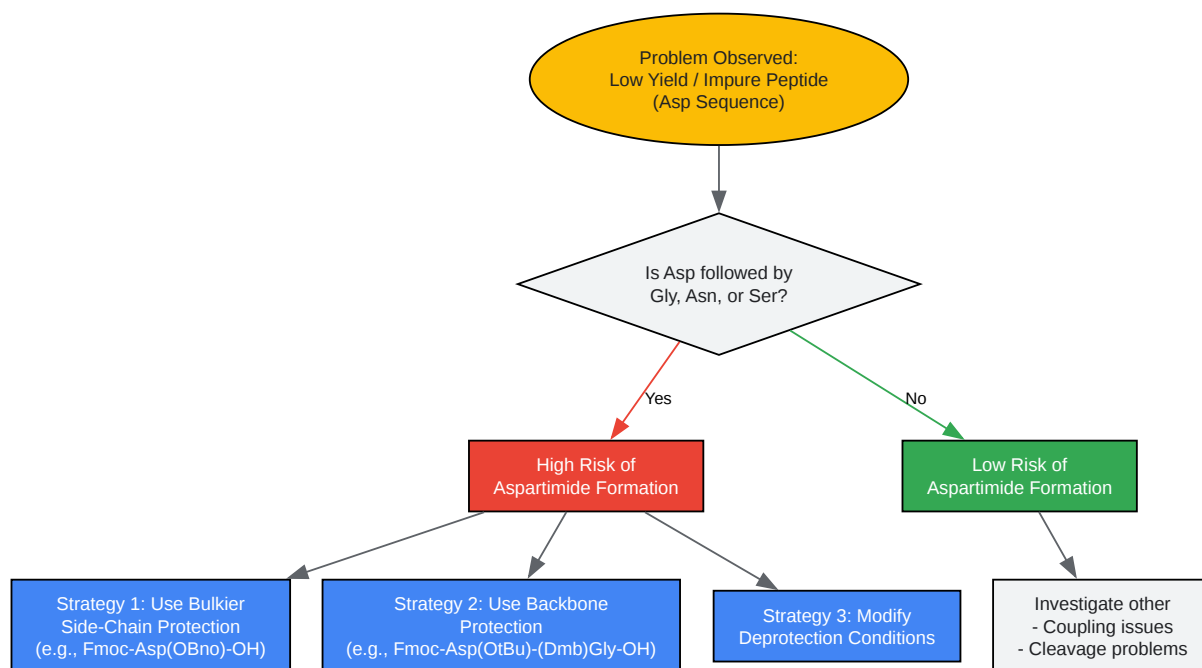 Problem Observed:
Low Yield / Impure Peptide
(Asp Sequence)
Is Asp followed by
Gly, Asn, or Ser?
Yes
No
High Risk of
Aspartimide Formation
Low Risk of
Aspartimide Formation
Strategy 1: Use Bulkier
Side-Chain Protection
(e.g., Fmoc-Asp(OBno)-OH)
Strategy 2: Use Backbone
Protection
(e.g., Fmoc-Asp(OtBu)-(Dmb)Gly-OH)
Strategy 3: Modify
Deprotection Conditions
Investigate other
- Coupling issues
- Cleavage problems